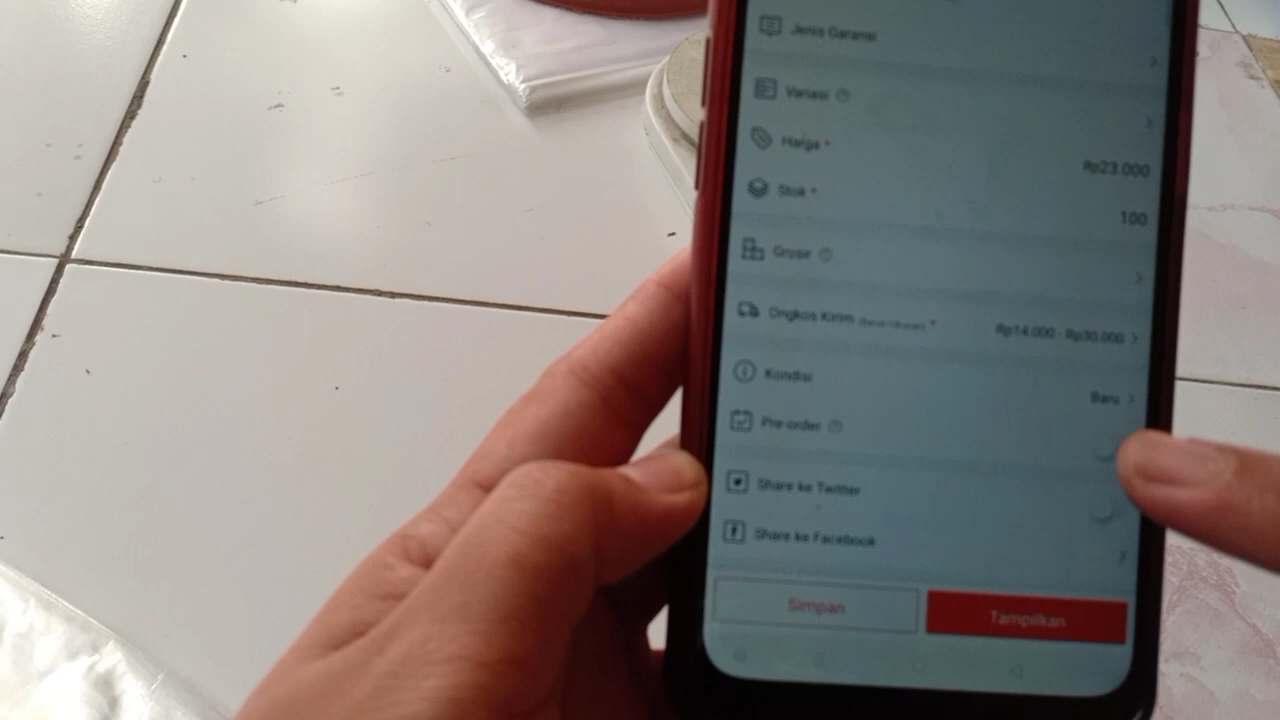 Jenis Garansi
Variasi
Harga *
Rp23.000
Stok *
100
Grosir
Ongkos Kirim * Rp14.000 - Rp30.000
Kondisi
Baru
Pre-order
Share ke Twitter
Share ke Facebook
Simpan Tampilkan